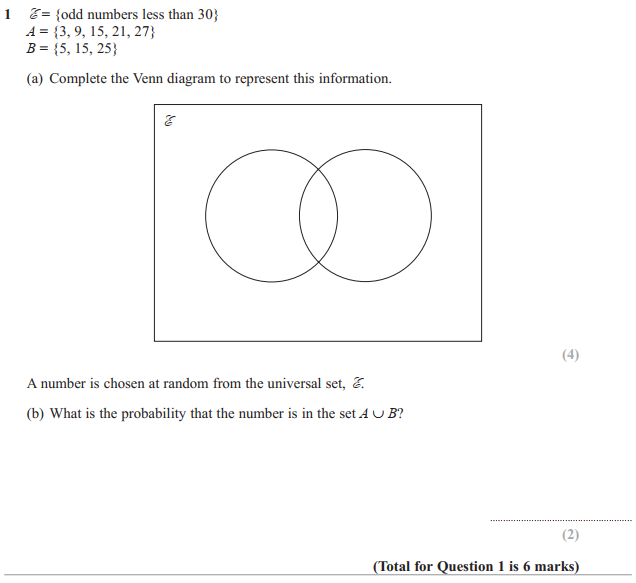 1 ℰ = {odd numbers less than 30}
A = {3, 9, 15, 21, 27}
B = {5, 15, 25}
(a) Complete the Venn diagram to represent this information.
ℰ
(4)
A number is chosen at random from the universal set, ℰ.
(b) What is the probability that the number is in the set A ∪ B?
(2)
(Total for Question 1 is 6 marks)